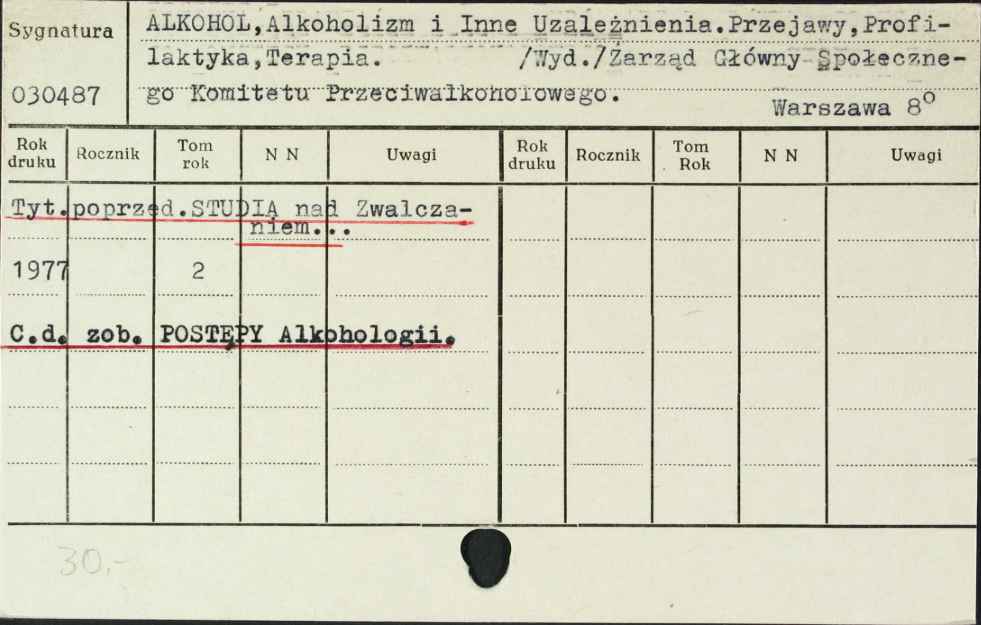 Sygnatura
ALKOHOL,Alkoholizm i Inne Uzależnienia.Przejawy,Profi-
laktyka,Terapia. /Wyd./Zarząd Główny Społeczne-
030487
go Komitetu Przeciwalkoholowego.
Warszawa 8°
Rok druku Rocznik Tom rok N N Uwagi Rok druku Rocznik Tom Rok N N Uwagi
Tyt.poprzed.STUDIA nad Zwalcza-
niem...
1977 2
C.d. zob. POSTĘPY Alkohologii.
30,-